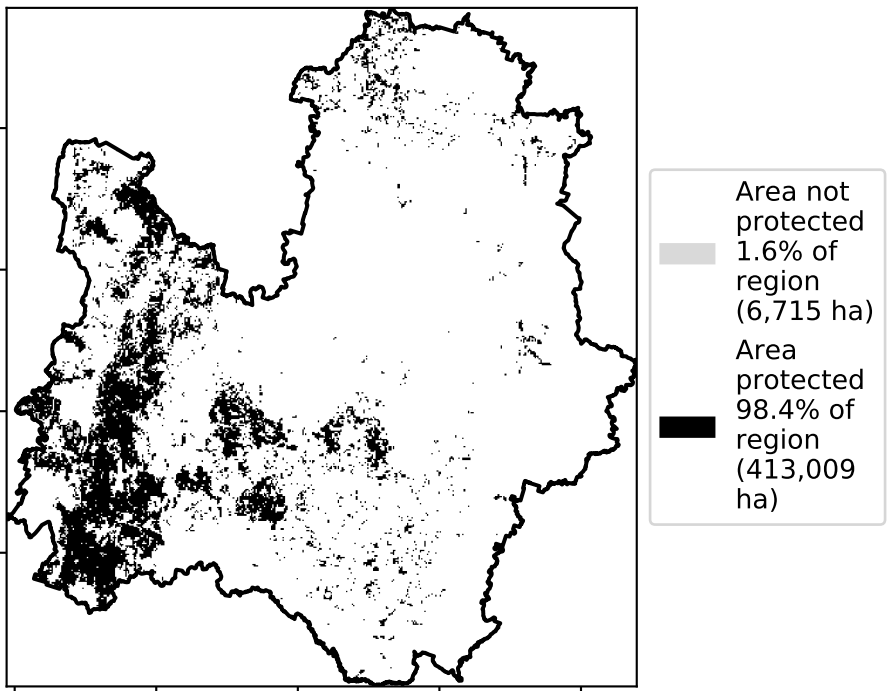 Area not
protected
1.6% of
region
(6,715 ha)
Area
protected
98.4% of
region
(413,009
ha)